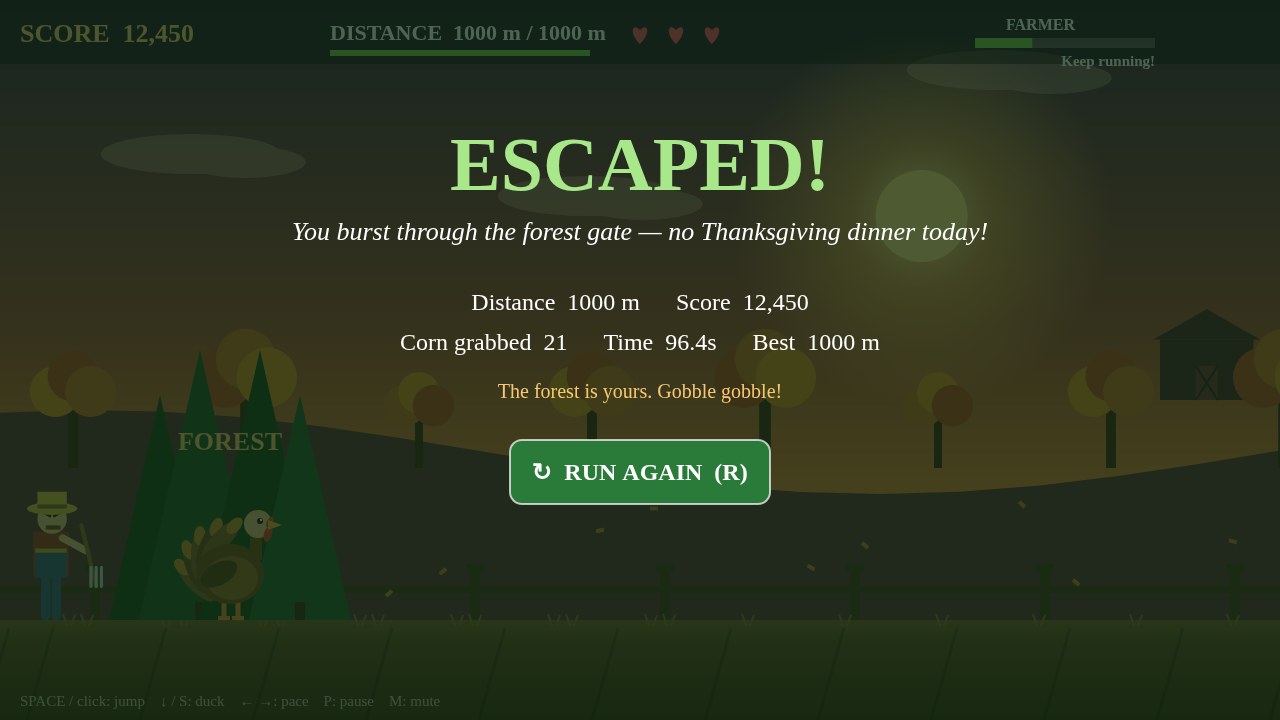 SCORE 12,450
DISTANCE 1000 m / 1000 m
FARMER
Keep running!
ESCAPED!
You burst through the forest gate — no Thanksgiving dinner today!
Distance 1000 m Score 12,450
Corn grabbed 21 Time 96.4s Best 1000 m
The forest is yours. Gobble gobble!
FOREST
↻ RUN AGAIN (R)
SPACE / click: jump ↓ / S: duck ← →: pace P: pause M: mute